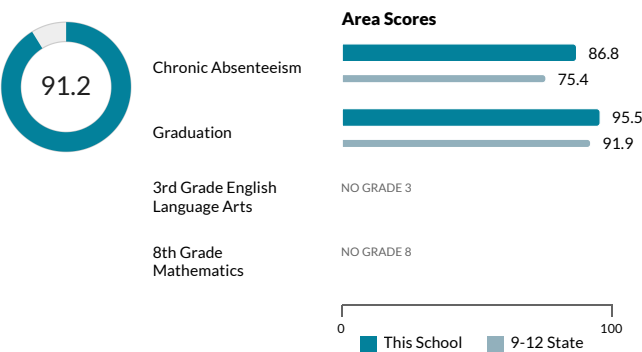 Area Scores
91.2
Chronic Absenteeism
86.8
75.4
Graduation
95.5
91.9
3rd Grade English
Language Arts
NO GRADE 3
8th Grade
Mathematics
NO GRADE 8
0
100
This School
9-12 State